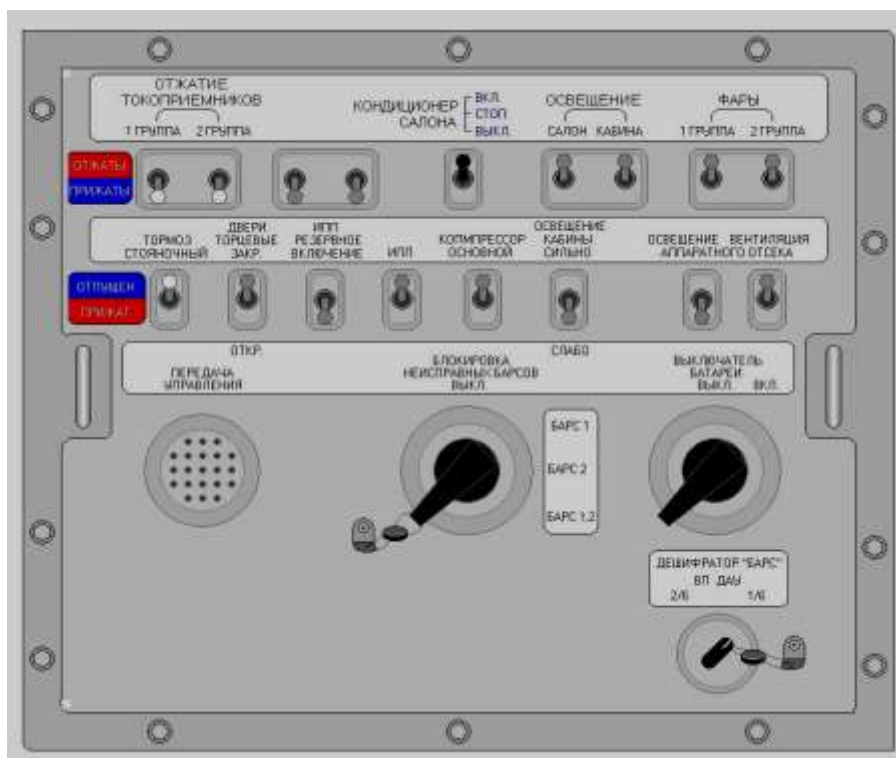 ОТЖАТИЕ
ТОКОПРИЕМНИКОВ
1 ГРУППА 2 ГРУППА
КОНДИЦИОНЕР
САЛОНА
ВКЛ.
СТОП
ВЫКЛ.
ОСВЕЩЕНИЕ
САЛОН КАБИНА
ФАРЫ
1 ГРУППА 2 ГРУППА
ОТЖАТЫ
ПРИЖАТЫ
ТОРМОЗ
СТОЯНОЧНЫЙ
ДВЕРИ
ТОРЦЕВЫЕ
ЗАКР.
ИПП
РЕЗЕРВНОЕ
ВКЛЮЧЕНИЕ
ИПП
КОПМПРЕССОР
ОСНОВНОЙ
ОСВЕЩЕНИЕ
КАБИНЫ
СИЛЬНО
ОСВЕЩЕНИЕ ВЕНТИЛЯЦИЯ
АППАРАТНОГО ОТСЕКА
ОТПУЩЕН
ПРИЖАТ
ОТКР.
СЛАБО
ПЕРЕДАЧА
УПРАВЛЕНИЯ
БЛОКИРОВКА
НЕИСПРАВНЫХ БАРСОВ
ВЫКЛ.
ВЫКЛЮЧАТЕЛЬ
БАТАРЕИ
ВЫКЛ. ВКЛ.
БАРС 1
БАРС 2
БАРС 1,2
ДЕШИФРАТОР "БАРС"
ВП ДАУ
2/6 1/6